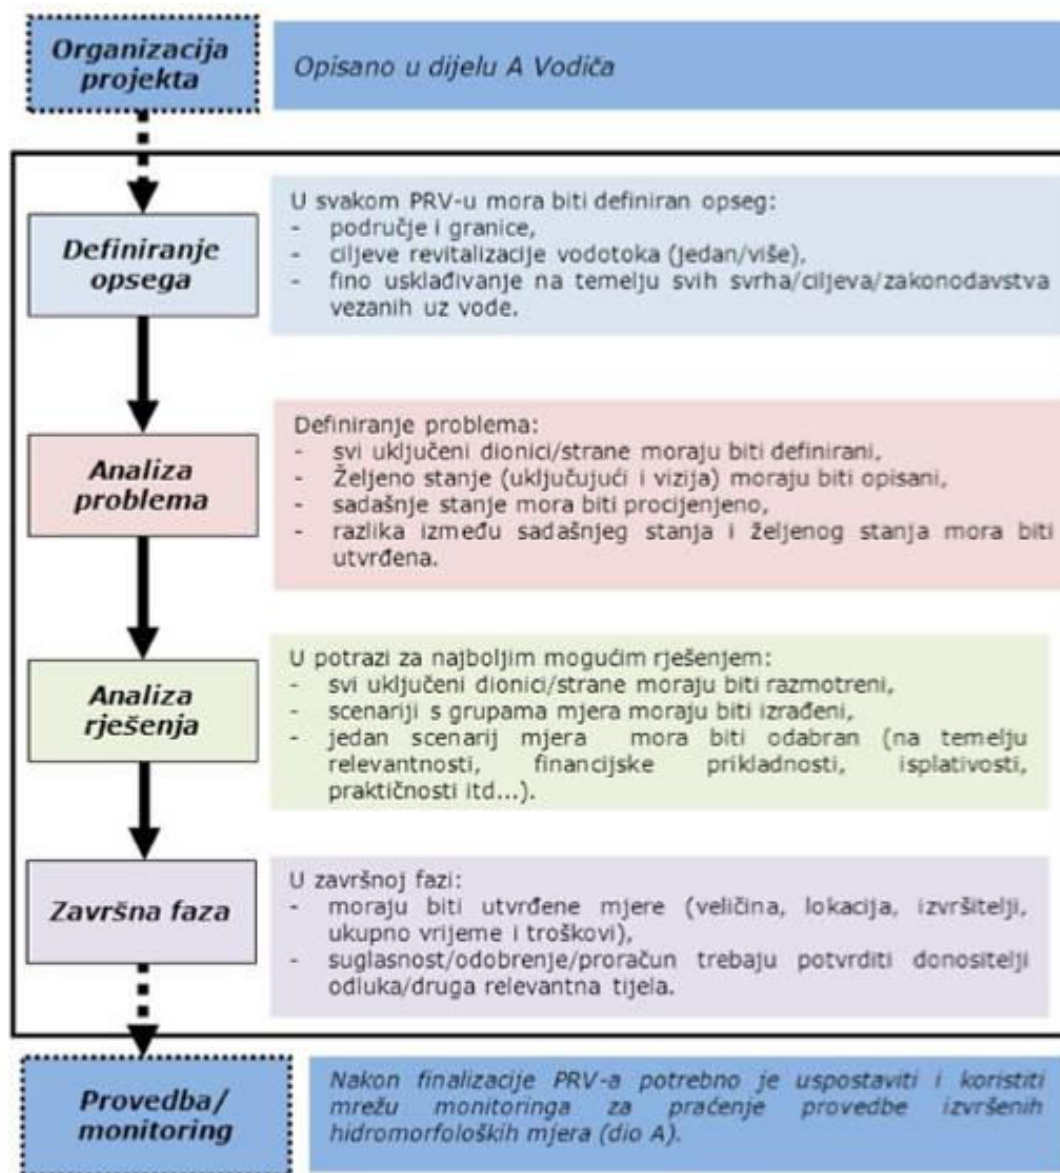 Organizacija
projekta
Opisano u dijelu A Vodiča
Definiranje
opsega
U svakom PRV-u mora biti definiran opseg:
- područje i granice,
- ciljeve revitalizacije vodotoka (jedan/više),
- fino usklađivanje na temelju svih svrha/ciljeva/zakonodavstva
vezanih uz vode.
Analiza
problema
Definiranje problema:
- svi uključeni dionici/strane moraju biti definirani,
- Željeno stanje (uključujući i vizija) moraju biti opisani,
- sadašnje stanje mora biti procijenjeno,
- razlika između sadašnjeg stanja i željenog stanja mora biti
utvrđena.
Analiza
rješenja
U potrazi za najboljim mogućim rješenjem:
- svi uključeni dionici/strane moraju biti razmotreni,
- scenariji s grupama mjera moraju biti izrađeni,
- jedan scenarij mjera mora biti odabran (na temelju
relevantnosti, financijske prikladnosti, isplativosti,
praktičnosti itd...).
Završna faza
U završnoj fazi:
- moraju biti utvrđene mjere (veličina, lokacija, izvršitelji,
ukupno vrijeme i troškovi),
- suglasnost/odobrenje/proračun trebaju potvrditi donositelji
odluka/druga relevantna tijela.
Provedba/
monitoring
Nakon finalizacije PRV-a potrebno je uspostaviti i koristiti
mrežu monitoringa za praćenje provedbe izvršenih
hidromorfoloških mjera (dio A).